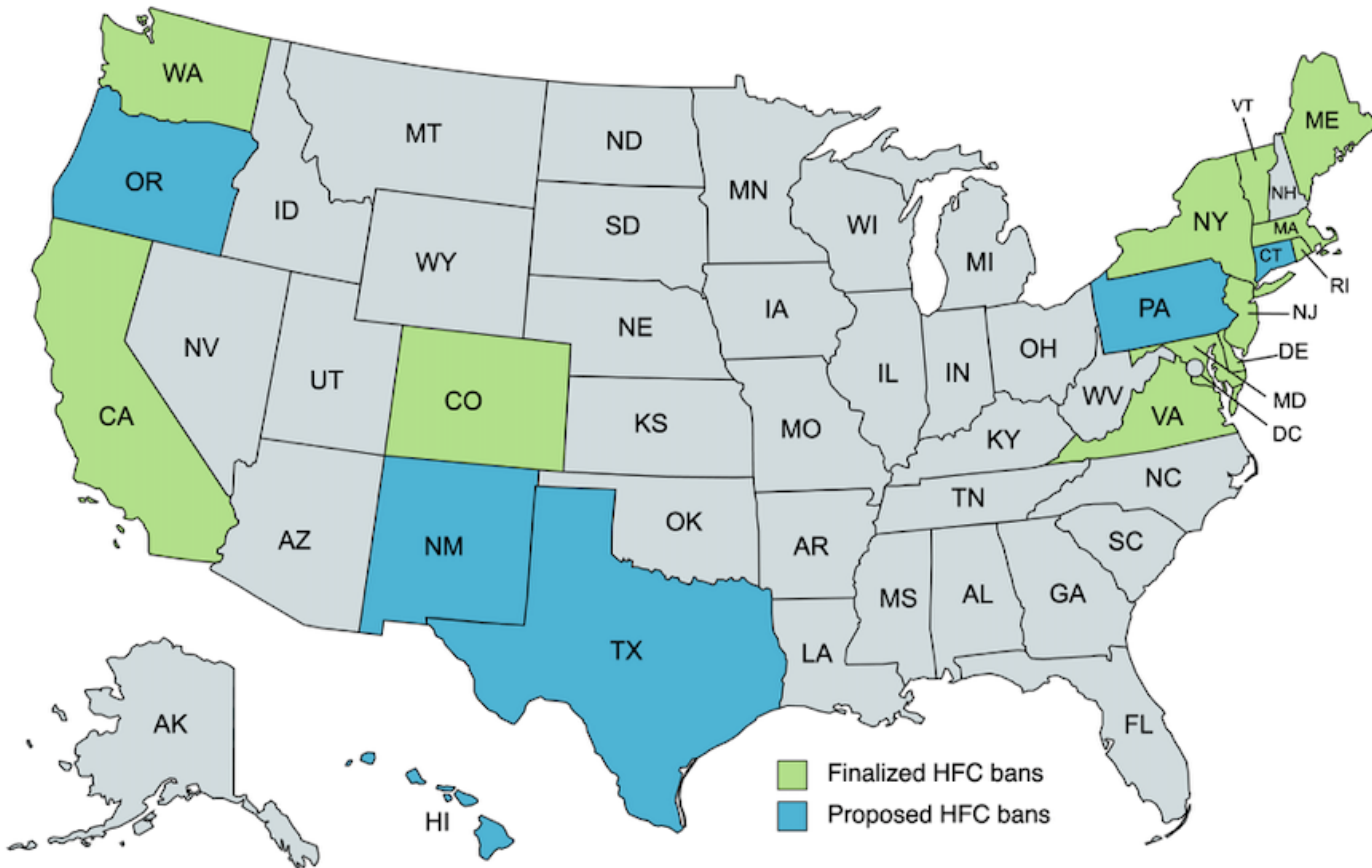 WA
VT
ME
MT
ND
OR
MN
ID
NH
WI
NY
SD
MA
WY
MI
CT
RI
IA
PA
NE
NJ
NV
OH
DE
UT
IL
IN
CO
WV
MD
CA
VA
KS
MO
DC
KY
NC
TN
OK
AZ
NM
AR
SC
MS
AL
GA
TX
LA
AK
FL
Finalized HFC bans
Proposed HFC bans
HI